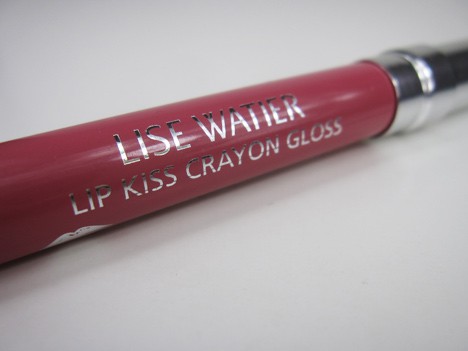 LISE WATIER
LIP KISS CRAYON GLOSS